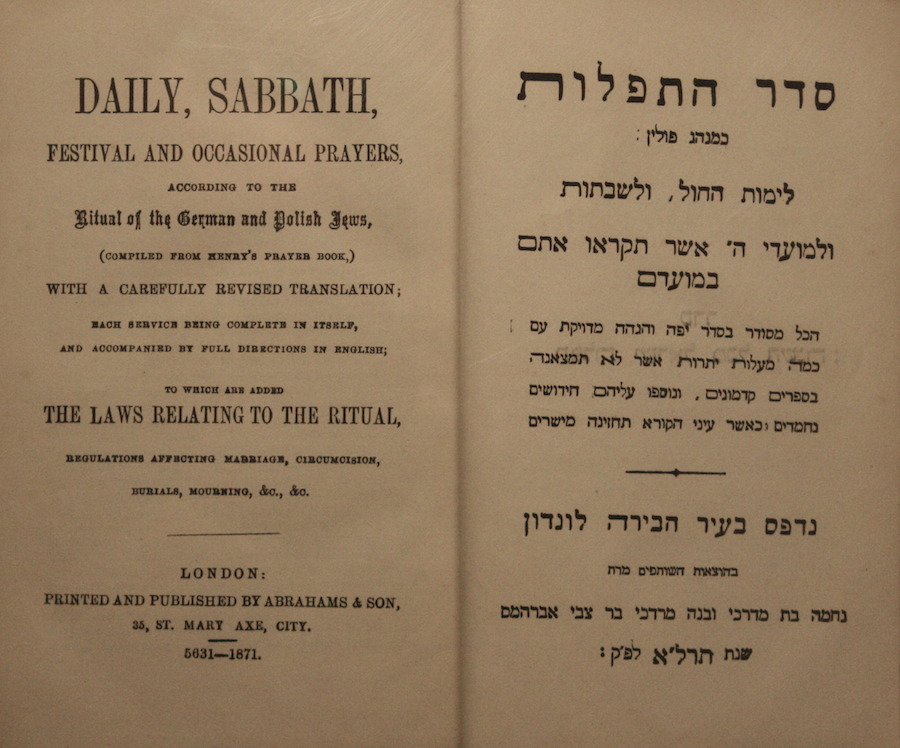 DAILY, SABBATH,
FESTIVAL AND OCCASIONAL PRAYERS,
ACCORDING TO THE
Ritual of the German and Polish Jews,
(COMPILED FROM HENRY'S PRAYER BOOK,)
WITH A CAREFULLY REVISED TRANSLATION;
EACH SERVICE BEING COMPLETE IN ITSELF,
AND ACCOMPANIED BY FULL DIRECTIONS IN ENGLISH;
TO WHICH ARE ADDED
THE LAWS RELATING TO THE RITUAL,
REGULATIONS AFFECTING MARRIAGE, CIRCUMCISION,
BURIALS, MOURNING, &C., &C.
LONDON:
PRINTED AND PUBLISHED BY ABRAHAMS & SON,
35, ST. MARY AXE, CITY.
5631—1871.
סדר התפלות
כמנהג פולין:
לימות החול, ולשבתות
ולמועדי ה' אשר תקראו אתם
במועדם
הכל מסודר בסדר יפה והגהה מדויקת עם
כמה מעלות יתרות אשר לא תמצאנה
בספרים קדמונים, ונוספו עליהם חידושים
נחמדים: כאשר עיני הקורא תחזינה מישרים
נדפס בעיר הבירה לונדון
בהוצאות השותפים מרת
נחמה בת מדרכי ובנה מרדכי בר צבי אברהמס
שנת תרל"א לפ"ק: